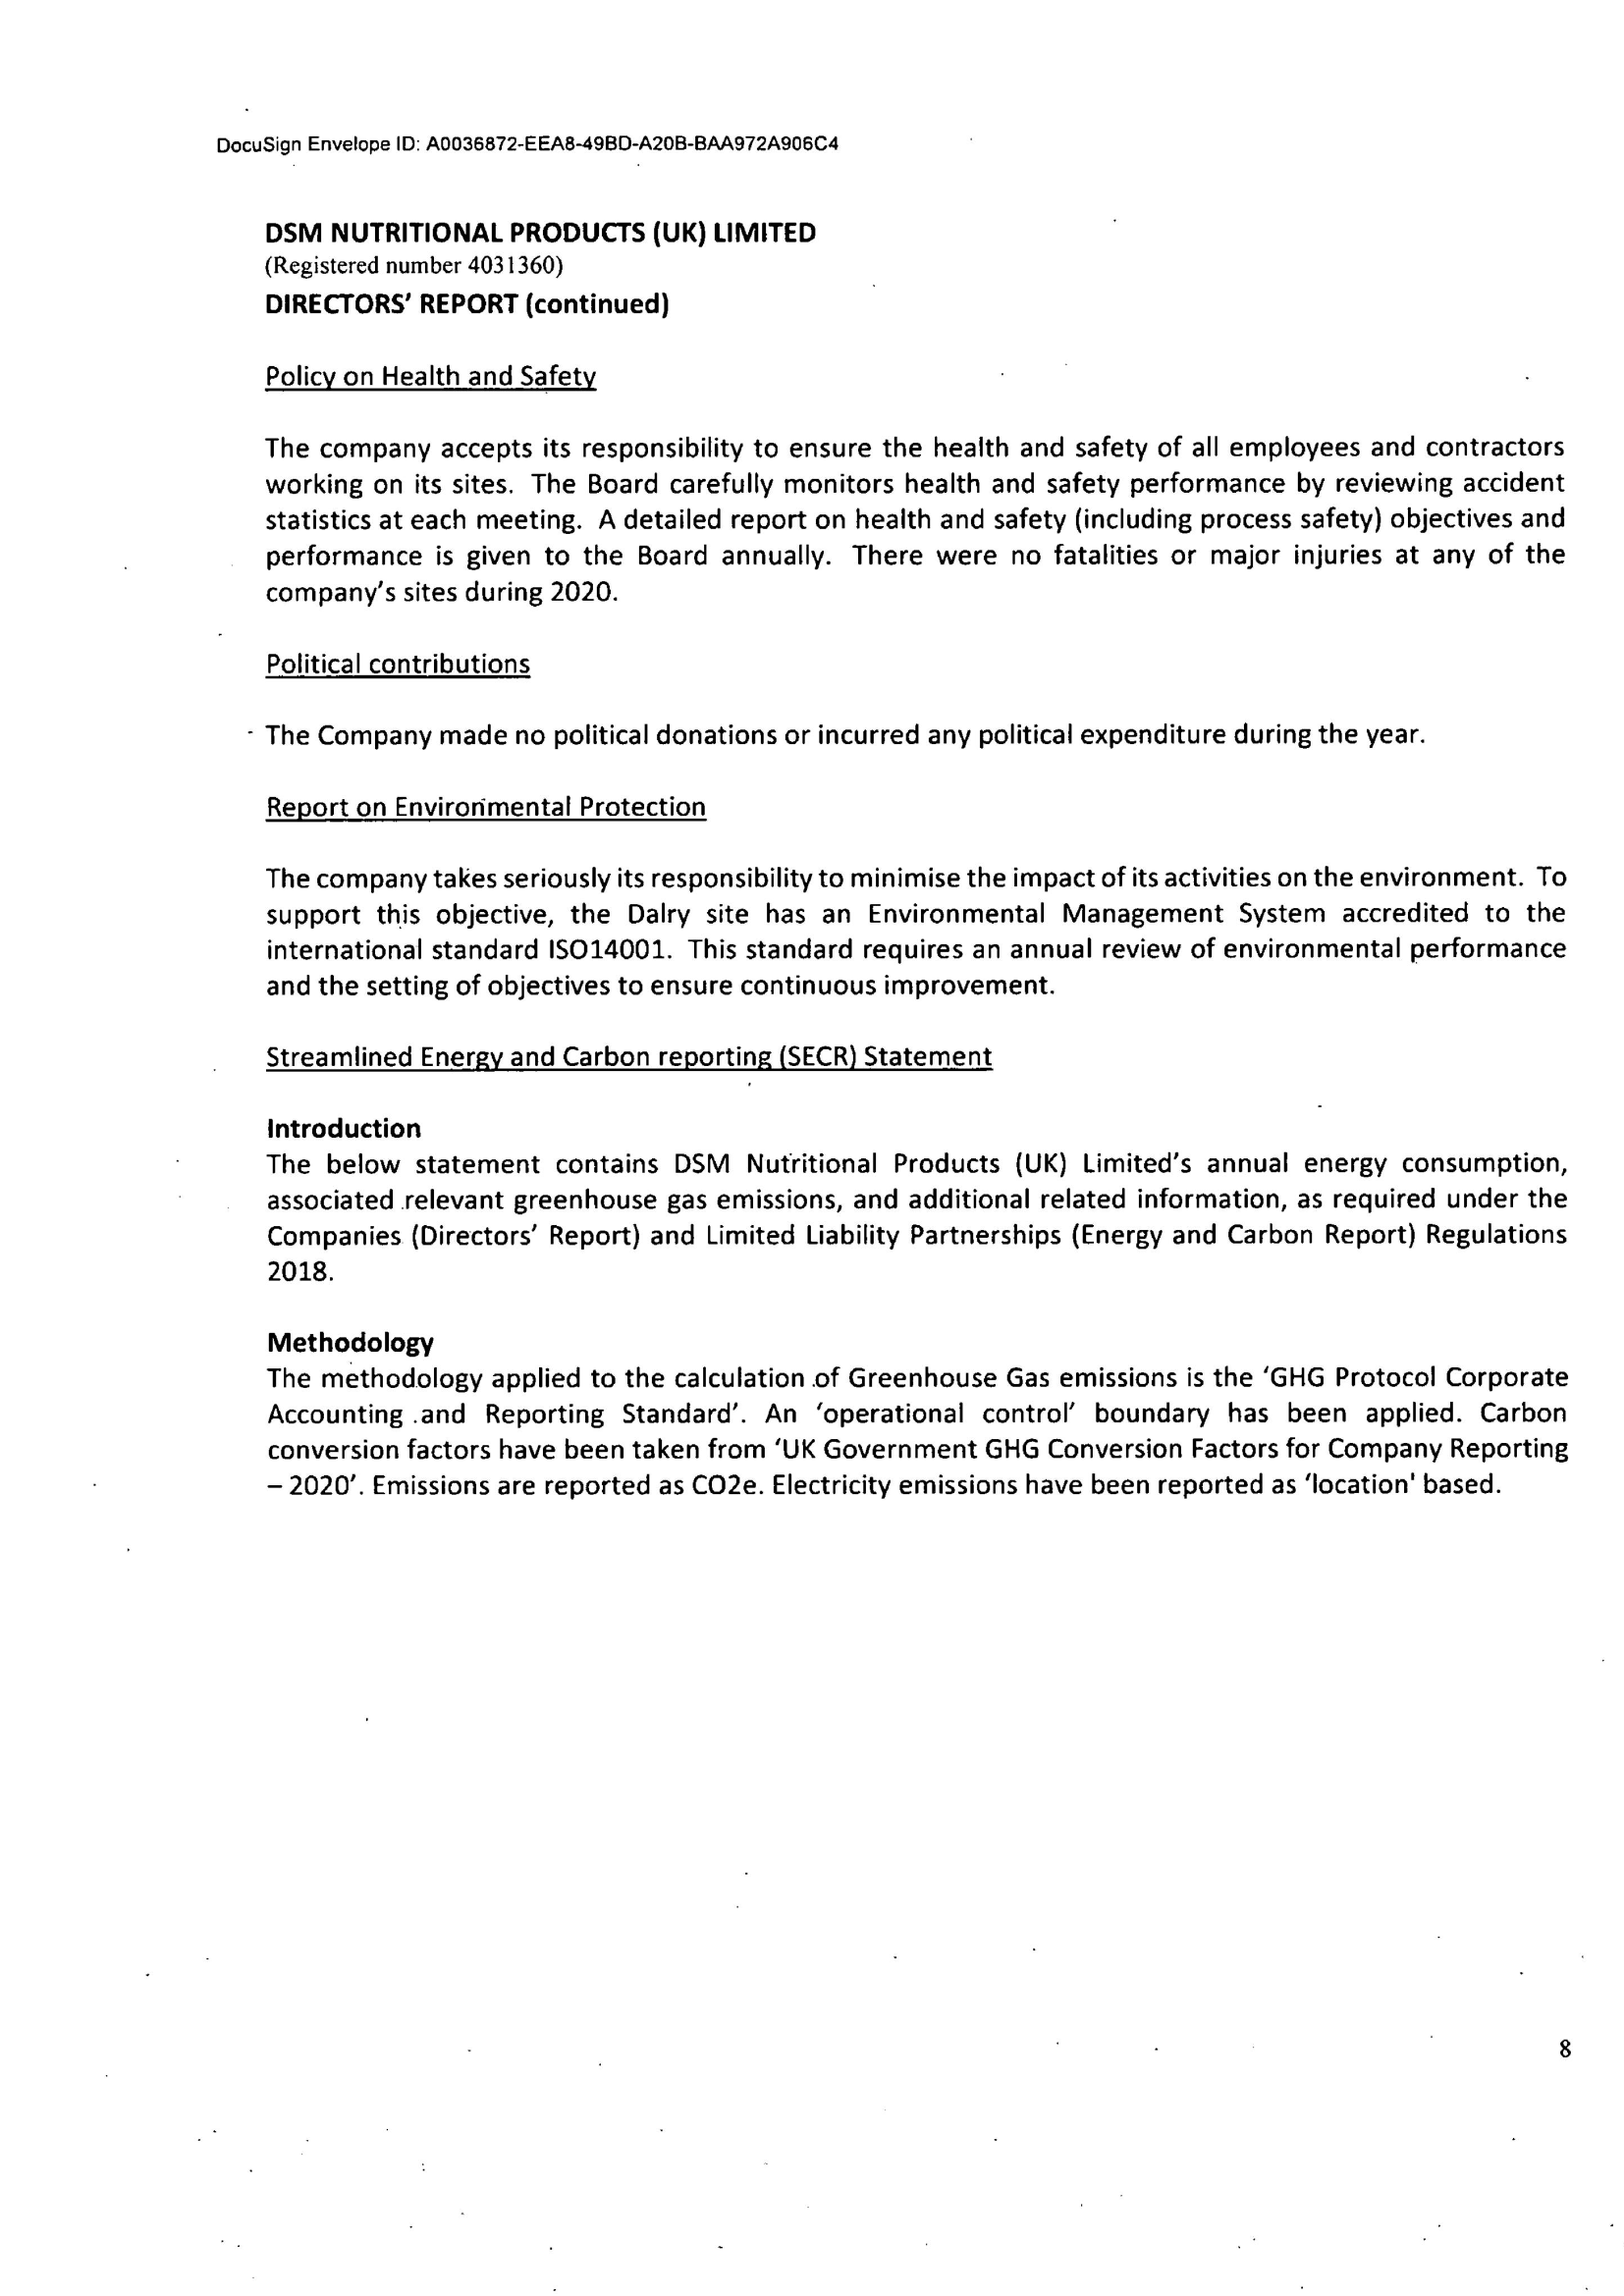 DocuSign Envelope ID: A0036872-EEA8-49BD-A20B-BAA972A906C4
DSM NUTRITIONAL PRODUCTS (UK) LIMITED
(Registered number 4031360)
DIRECTORS' REPORT (continued)
Policy on Health and Safety
The company accepts its responsibility to ensure the health and safety of all employees and contractors
working on its sites. The Board carefully monitors health and safety performance by reviewing accident
statistics at each meeting. A detailed report on health and safety (including process safety) objectives and
performance is given to the Board annually. There were no fatalities or major injuries at any of the
company's sites during 2020.
Political contributions
The Company made no political donations or incurred any political expenditure during the year.
Report on Environmental Protection
The company takes seriously its responsibility to minimise the impact of its activities on the environment. To
support this objective, the Dalry site has an Environmental Management System accredited to the
international standard ISO14001. This standard requires an annual review of environmental performance
and the setting of objectives to ensure continuous improvement.
Streamlined Energy and Carbon reporting (SECR) Statement
Introduction
The below statement contains DSM Nutritional Products (UK) Limited's annual energy consumption,
associated relevant greenhouse gas emissions, and additional related information, as required under the
Companies (Directors' Report) and Limited Liability Partnerships (Energy and Carbon Report) Regulations
2018.
Methodology
The methodology applied to the calculation of Greenhouse Gas emissions is the 'GHG Protocol Corporate
Accounting and Reporting Standard'. An 'operational control' boundary has been applied. Carbon
conversion factors have been taken from 'UK Government GHG Conversion Factors for Company Reporting
– 2020'. Emissions are reported as CO2e. Electricity emissions have been reported as 'location' based.
8